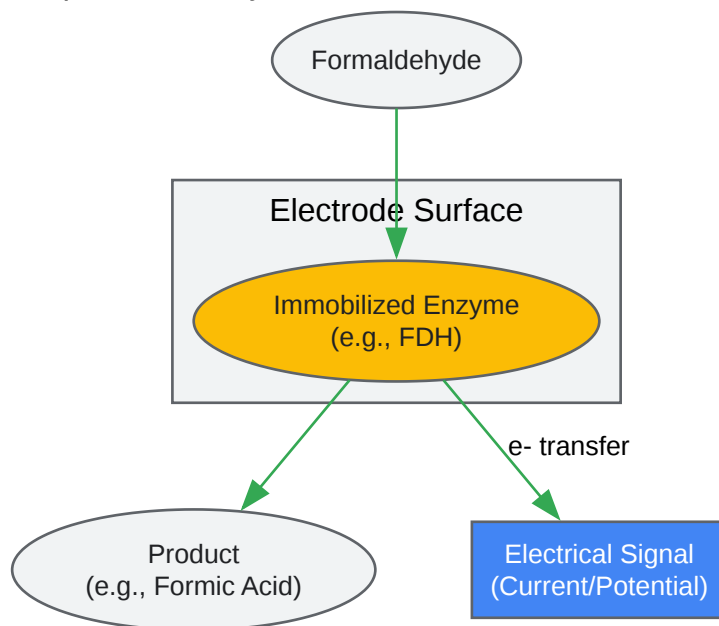 Formaldehyde
Electrode Surface
Immobilized Enzyme
(e.g., FDH)
e- transfer
Product
(e.g., Formic Acid)
Electrical Signal
(Current/Potential)